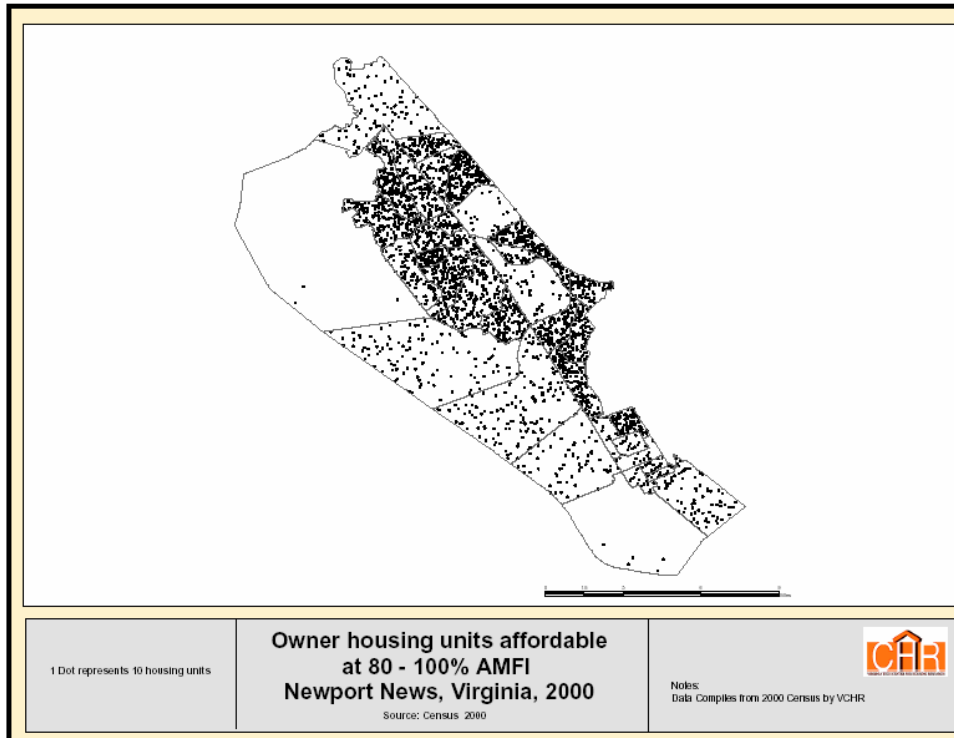 1 Dot represents 10 housing units
Owner housing units affordable
at 80 - 100% AMFI
Newport News, Virginia, 2000
Source: Census 2000
CHR
Notes:
Data Compiles from 2000 Census by VCHR